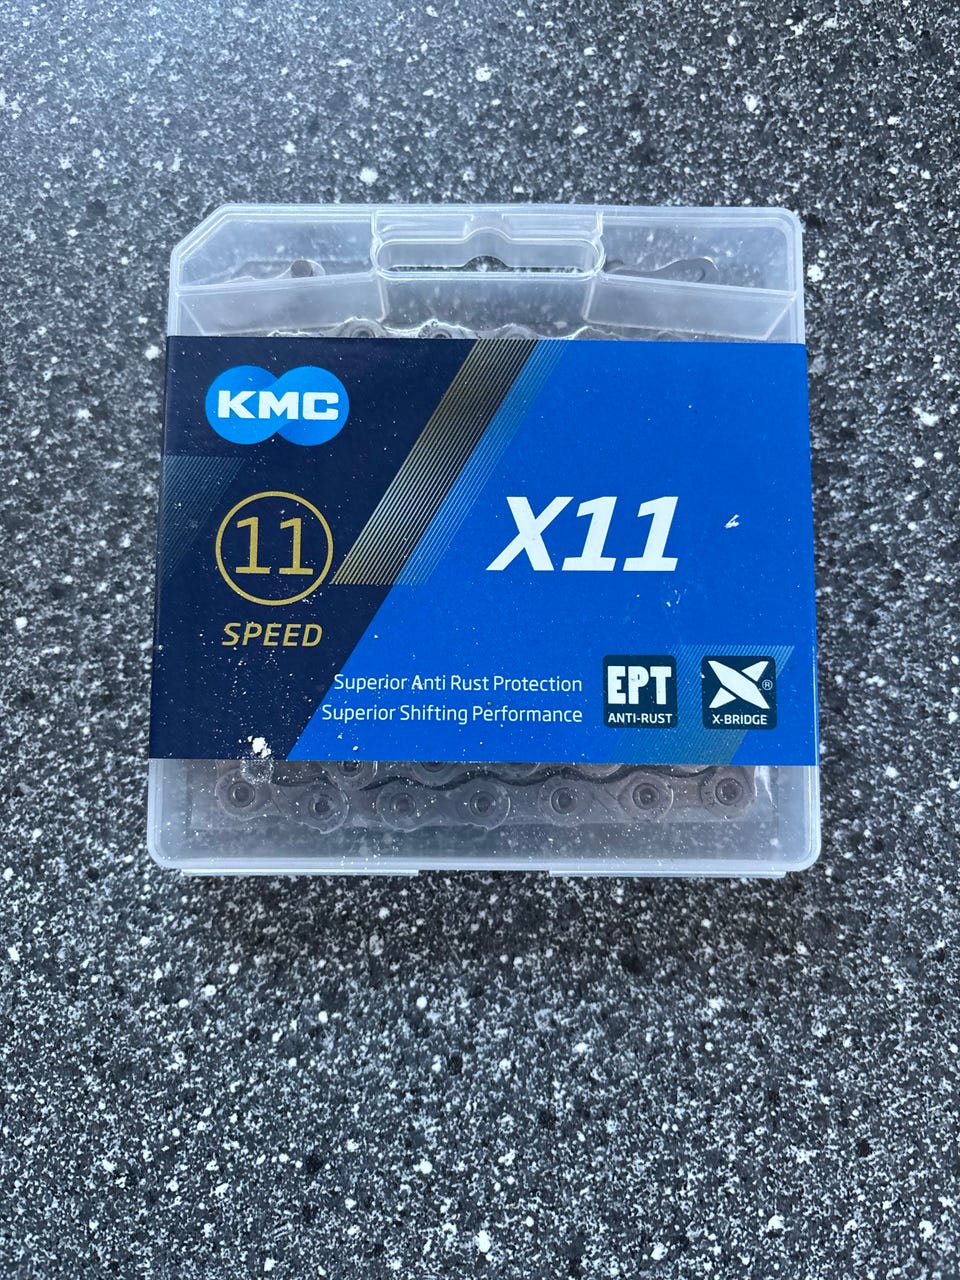 KMC
11
SPEED
X11
Superior Anti Rust Protection
Superior Shifting Performance
EPT
ANTI-RUST
X®
X-BRIDGE